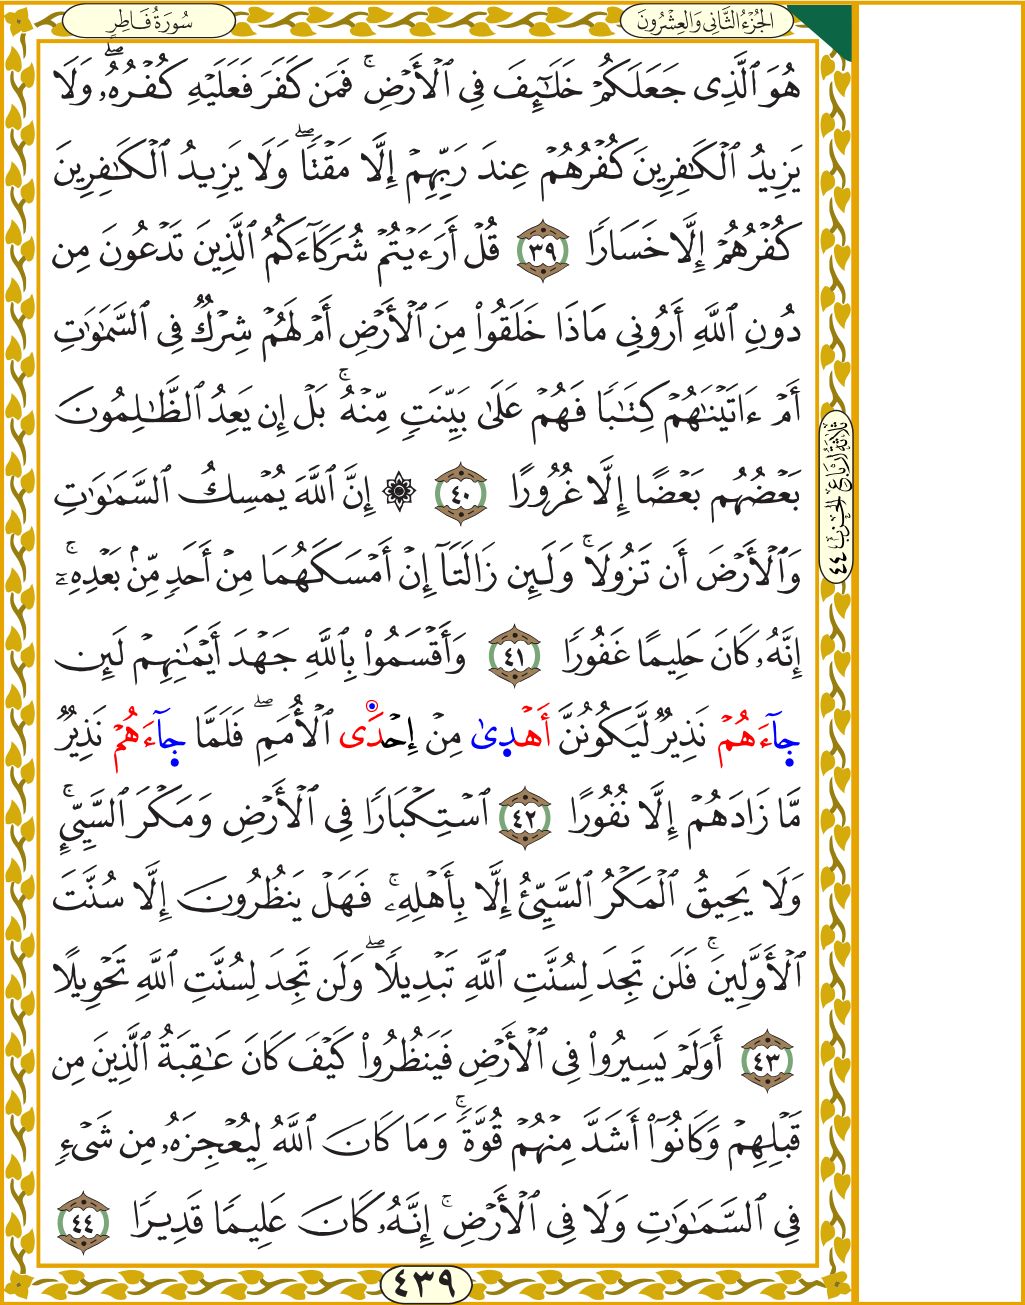 سُورَةُ فَاطِرٍ
الجُزْءُ الثَّانِي وَالعِشْرُونَ
هُوَ ٱلَّذِى جَعَلَكُمْ خَلَـٰٓئِفَ فِى ٱلْأَرْضِ ۚ فَمَن كَفَرَ فَعَلَيْهِ كُفْرُهُۥ ۖ وَلَا
يَزِيدُ ٱلْكَـٰفِرِينَ كُفْرُهُمْ عِندَ رَبِّهِمْ إِلَّا مَقْتًا ۖ وَلَا يَزِيدُ ٱلْكَـٰفِرِينَ
كُفْرُهُمْ إِلَّا خَسَارًا ٣٩ قُلْ أَرَءَيْتُمْ شُرَكَآءَكُمُ ٱلَّذِينَ تَدْعُونَ مِن
دُونِ ٱللَّهِ أَرُونِى مَاذَا خَلَقُوا۟ مِنَ ٱلْأَرْضِ أَمْ لَهُمْ شِرْكٌ فِى ٱلسَّمَـٰوَٰتِ
أَمْ ءَاتَيْنَـٰهُمْ كِتَـٰبًا فَهُمْ عَلَىٰ بَيِّنَتٍ مِّنْهُ ۚ بَلْ إِن يَعِدُ ٱلظَّـٰلِمُونَ
بَعْضُهُم بَعْضًا إِلَّا غُرُورًا ٤٠ ۞ إِنَّ ٱللَّهَ يُمْسِكُ ٱلسَّمَـٰوَٰتِ
وَٱلْأَرْضَ أَن تَزُولَا ۚ وَلَئِن زَالَتَآ إِنْ أَمْسَكَهُمَا مِنْ أَحَدٍ مِّنۢ بَعْدِهِۦٓ ۚ
إِنَّهُۥ كَانَ حَلِيمًا غَفُورًا ٤١ وَأَقْسَمُوا۟ بِٱللَّهِ جَهْدَ أَيْمَـٰنِهِمْ لَئِن
جَآءَهُمْ نَذِيرٌ لَّيَكُونُنَّ أَهْدَىٰ مِنْ إِحْدَى ٱلْأُمَمِ ۖ فَلَمَّا جَآءَهُمْ نَذِيرٌ
مَّا زَادَهُمْ إِلَّا نُفُورًا ٤٢ ٱسْتِكْبَارًا فِى ٱلْأَرْضِ وَمَكْرَ ٱلسَّيِّئِ ۚ
وَلَا يَحِيقُ ٱلْمَكْرُ ٱلسَّيِّئُ إِلَّا بِأَهْلِهِۦ ۚ فَهَلْ يَنظُرُونَ إِلَّا سُنَّتَ
ٱلْأَوَّلِينَ ۚ فَلَن تَجِدَ لِسُنَّتِ ٱللَّهِ تَبْدِيلًا ۖ وَلَن تَجِدَ لِسُنَّتِ ٱللَّهِ تَحْوِيلًا
٤٣ أَوَلَمْ يَسِيرُوا۟ فِى ٱلْأَرْضِ فَيَنظُرُوا۟ كَيْفَ كَانَ عَـٰقِبَةُ ٱلَّذِينَ مِن
قَبْلِهِمْ وَكَانُوٓا۟ أَشَدَّ مِنْهُمْ قُوَّةً ۚ وَمَا كَانَ ٱللَّهُ لِيُعْجِزَهُۥ مِن شَىْءٍ
فِى ٱلسَّمَـٰوَٰتِ وَلَا فِى ٱلْأَرْضِ ۚ إِنَّهُۥ كَانَ عَلِيمًا قَدِيرًا ٤٤
ثَلَاثَةُ أَرْبَاعِ الحِزْبِ ٤٤
٤٣٩